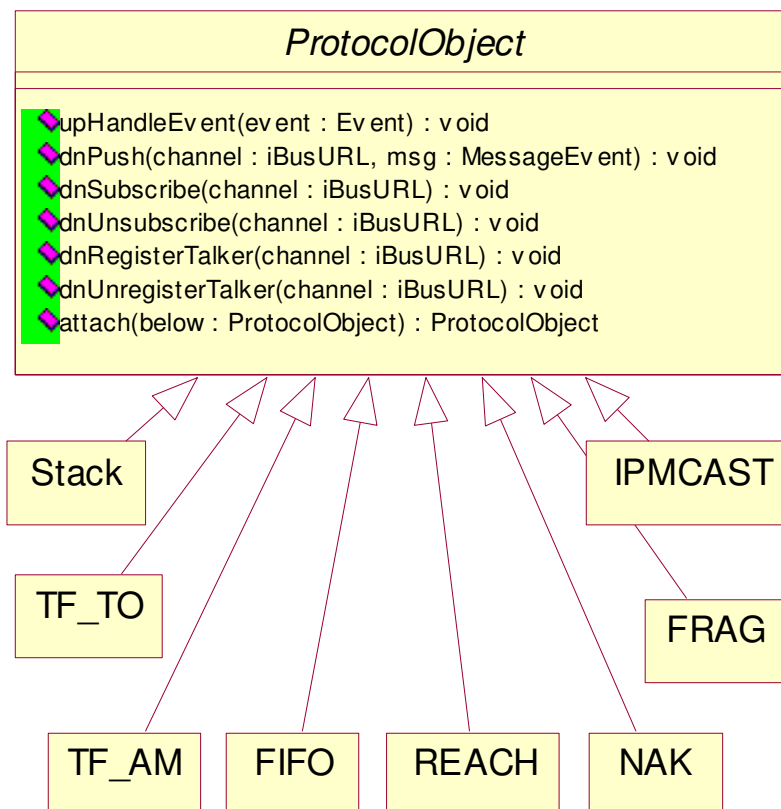 ProtocolObject
upHandleEvent(event : Event) : void
dnPush(channel : iBusURL, msg : MessageEvent) : void
dnSubscribe(channel : iBusURL) : void
dnUnsubscribe(channel : iBusURL) : void
dnRegisterTalker(channel : iBusURL) : void
dnUnregisterTalker(channel : iBusURL) : void
attach(below : ProtocolObject) : ProtocolObject
Stack
IPMCAST
TF_TO
FRAG
TF_AM
FIFO
REACH
NAK